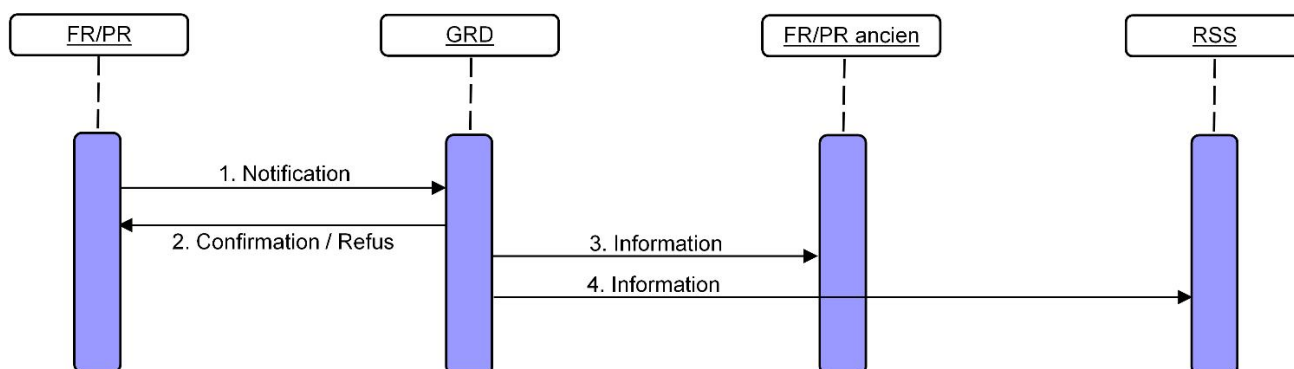 FR/PR
GRD
FR/PR ancien
RSS
1. Notification
2. Confirmation / Refus
3. Information
4. Information